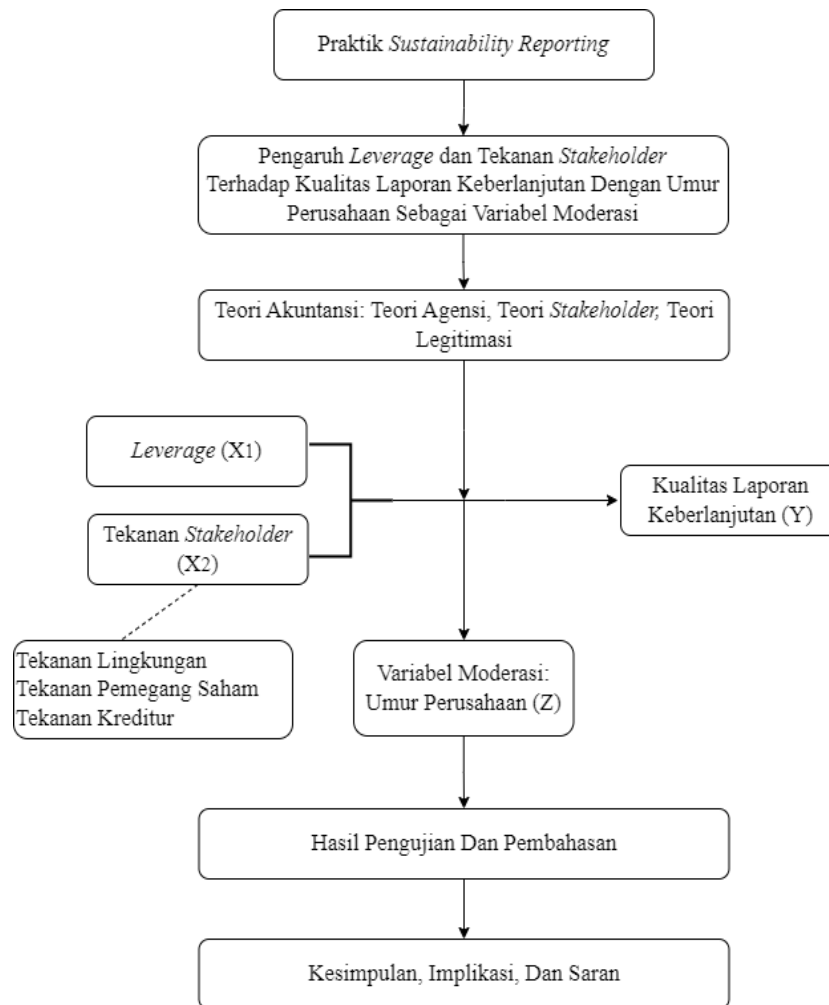 Praktik Sustainability Reporting
Pengaruh Leverage dan Tekanan Stakeholder
Terhadap Kualitas Laporan Keberlanjutan Dengan Umur
Perusahaan Sebagai Variabel Moderasi
Teori Akuntansi: Teori Agensi, Teori Stakeholder, Teori
Legitimasi
Leverage (X1)
Tekanan Stakeholder
(X2)
Kualitas Laporan
Keberlanjutan (Y)
Tekanan Lingkungan
Tekanan Pemegang Saham
Tekanan Kreditur
Variabel Moderasi:
Umur Perusahaan (Z)
Hasil Pengujian Dan Pembahasan
Kesimpulan, Implikasi, Dan Saran